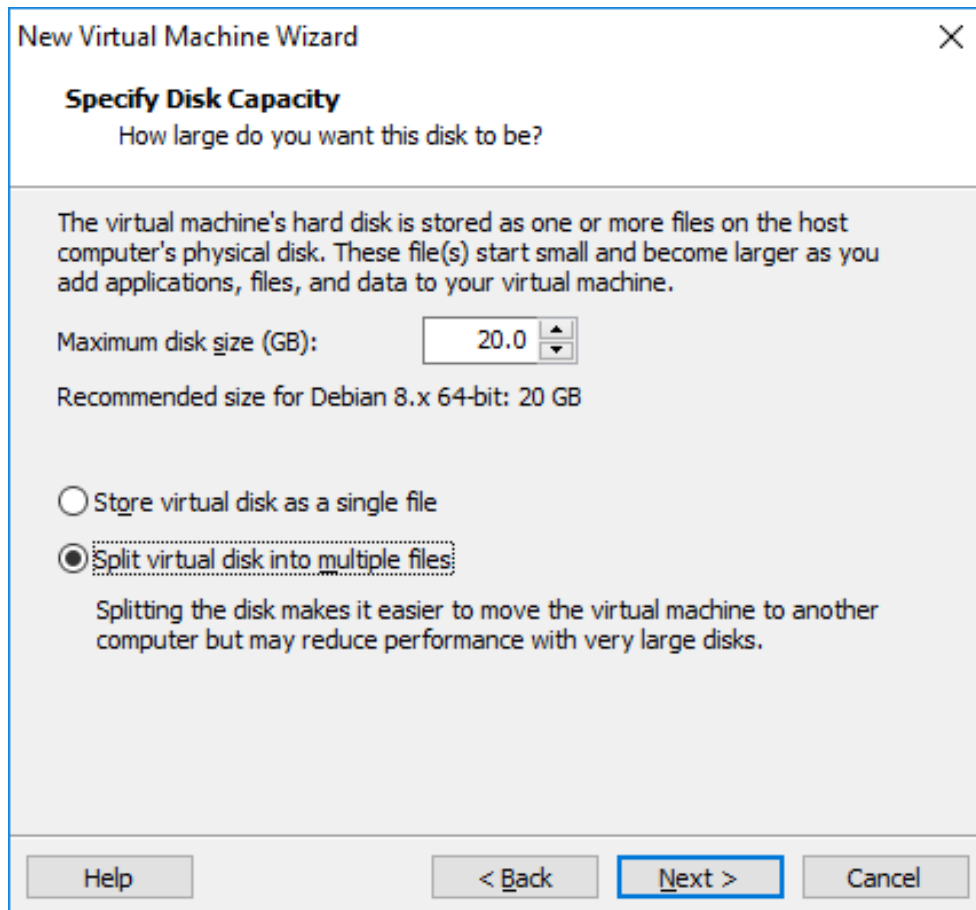 New Virtual Machine Wizard
Specify Disk Capacity
How large do you want this disk to be?
The virtual machine's hard disk is stored as one or more files on the host
computer's physical disk. These file(s) start small and become larger as you
add applications, files, and data to your virtual machine.
Maximum disk size (GB): 20.0
Recommended size for Debian 8.x 64-bit: 20 GB
Store virtual disk as a single file
Split virtual disk into multiple files
Splitting the disk makes it easier to move the virtual machine to another
computer but may reduce performance with very large disks.
Help < Back Next > Cancel